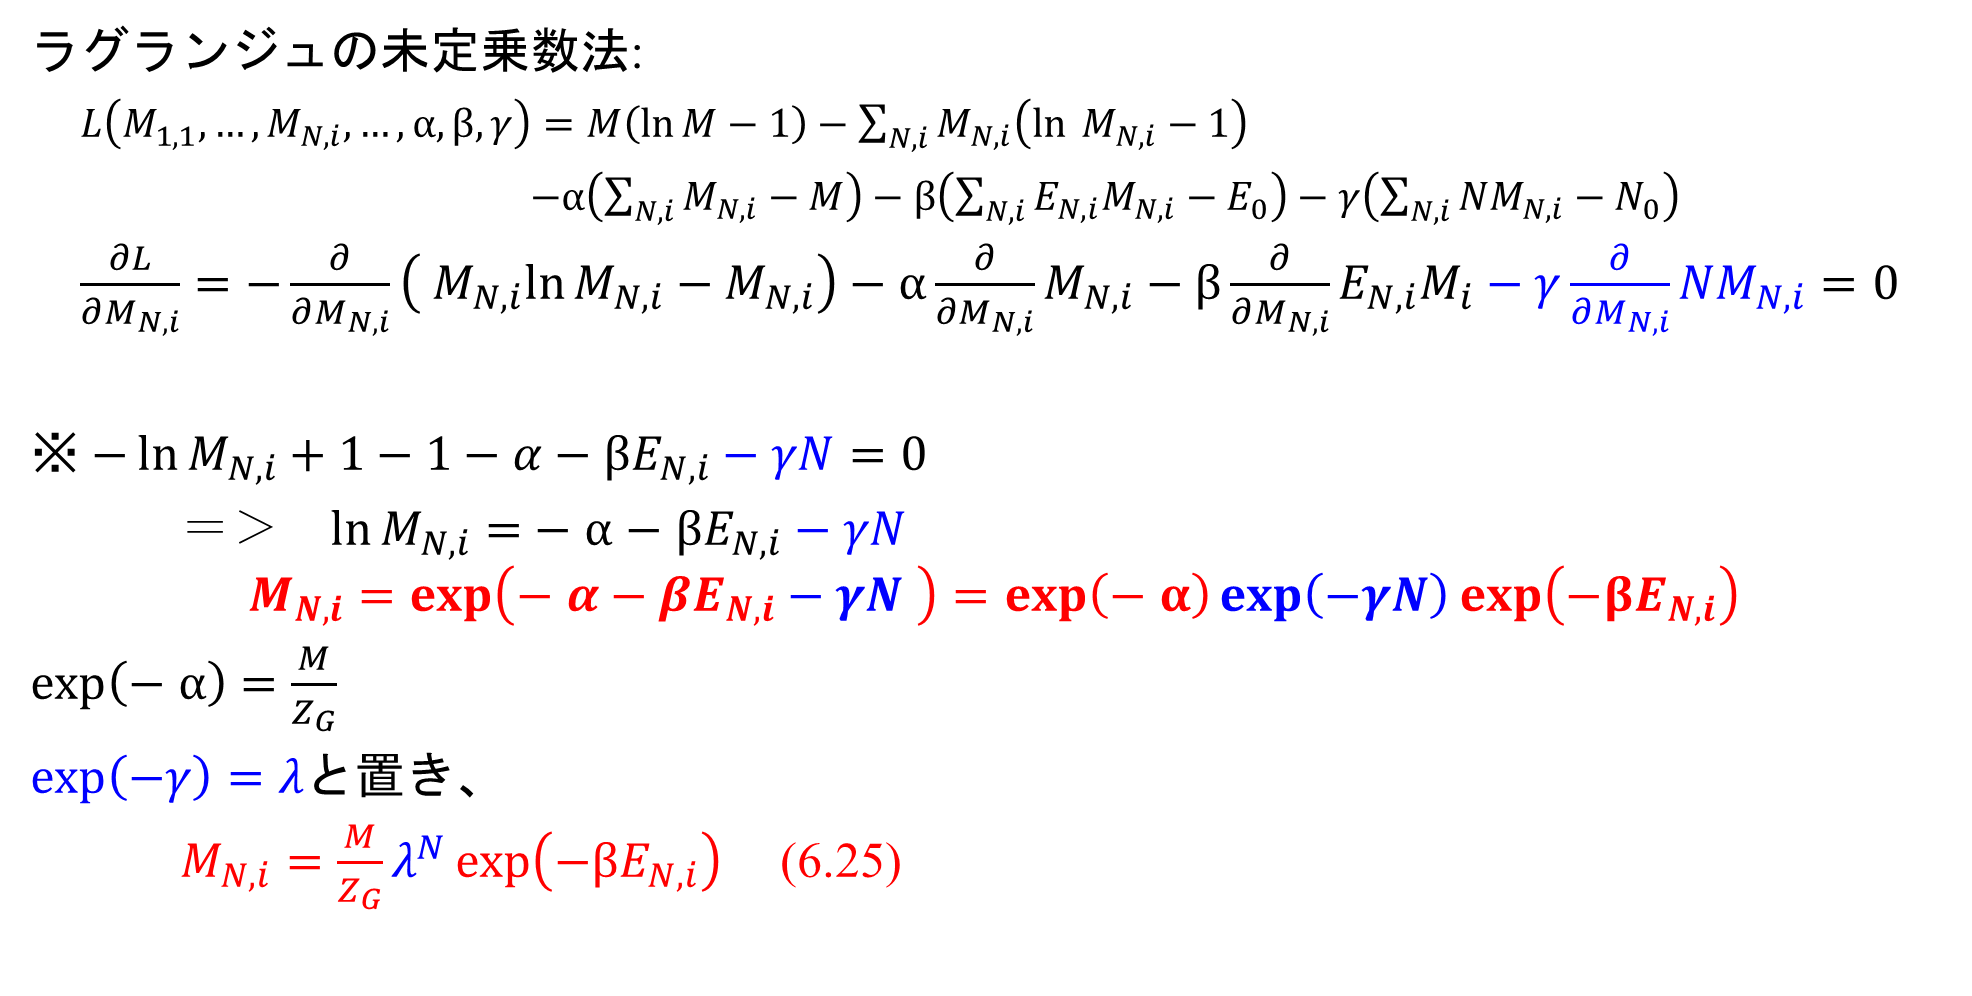 ラグランジュの未定乗数法:
L(M_{1,1}, …, M_{N,i}, …, α, β, γ) = M(ln M − 1) − ∑_{N,i} M_{N,i}(ln M_{N,i} − 1)
−α(∑_{N,i} M_{N,i} − M) − β(∑_{N,i} E_{N,i}M_{N,i} − E_0) − γ(∑_{N,i} NM_{N,i} − N_0)
∂L/∂M_{N,i} = −∂/∂M_{N,i} ( M_{N,i}ln M_{N,i} − M_{N,i}) − α ∂/∂M_{N,i} M_{N,i} − β ∂/∂M_{N,i} E_{N,i}M_i − γ ∂/∂M_{N,i} NM_{N,i} = 0
※ − ln M_{N,i} + 1 − 1 − α − βE_{N,i} − γN = 0
＝＞ ln M_{N,i} = − α − βE_{N,i} − γN
M_{N,i} = exp(− α − βE_{N,i} − γN ) = exp(− α) exp(−γN) exp(−βE_{N,i})
exp(− α) = M/Z_G
exp(−γ) = λと置き、
M_{N,i} = M/Z_G λ^N exp(−βE_{N,i}) (6.25)